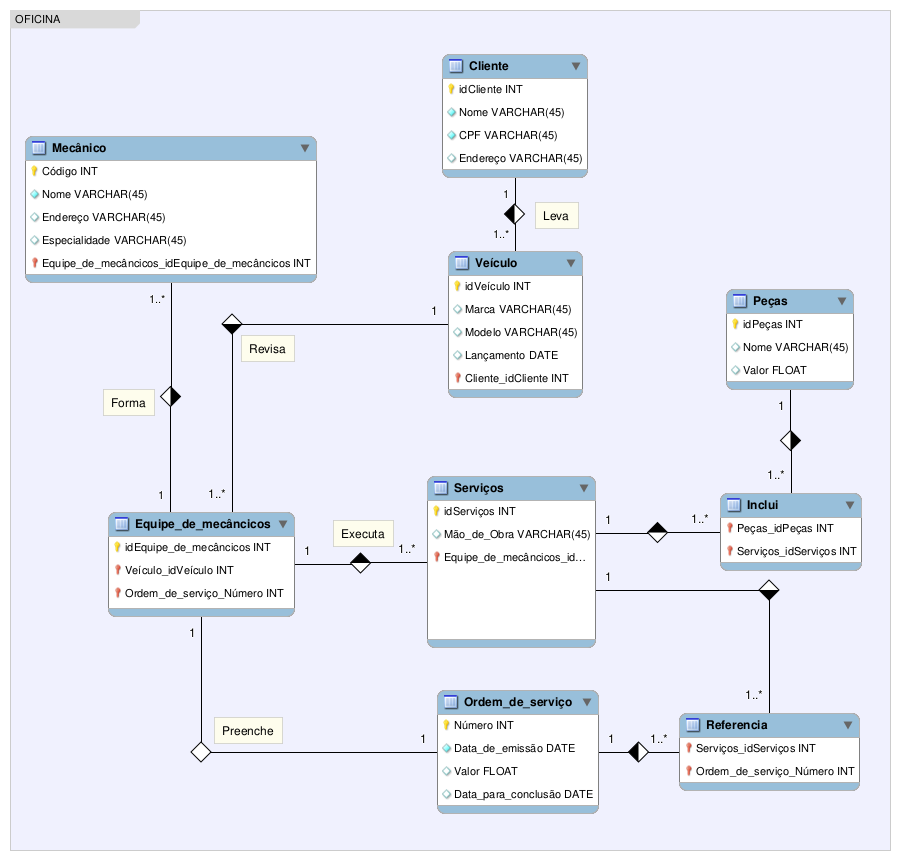 OFICINA
Cliente
idCliente INT
Nome VARCHAR(45)
CPF VARCHAR(45)
Endereço VARCHAR(45)
1
Leva
1..*
Mecânico
Código INT
Nome VARCHAR(45)
Endereço VARCHAR(45)
Especialidade VARCHAR(45)
Equipe_de_mecâncicos_idEquipe_de_mecâncicos INT
1..*
Veículo
idVeículo INT
Marca VARCHAR(45)
Modelo VARCHAR(45)
Lançamento DATE
Cliente_idCliente INT
1
Revisa
1..*
Forma
1
Peças
idPeças INT
Nome VARCHAR(45)
Valor FLOAT
1
1..*
Equipe_de_mecâncicos
idEquipe_de_mecâncicos INT
Veículo_idVeículo INT
Ordem_de_serviço_Número INT
1
Executa
1..*
Serviços
idServiços INT
Mão_de_Obra VARCHAR(45)
Equipe_de_mecâncicos_id...
1
1..*
Inclui
Peças_idPeças INT
Serviços_idServiços INT
1
1..*
1
Preenche
1
Ordem_de_serviço
Número INT
Data_de_emissão DATE
Valor FLOAT
Data_para_conclusão DATE
1
1..*
Referencia
Serviços_idServiços INT
Ordem_de_serviço_Número INT